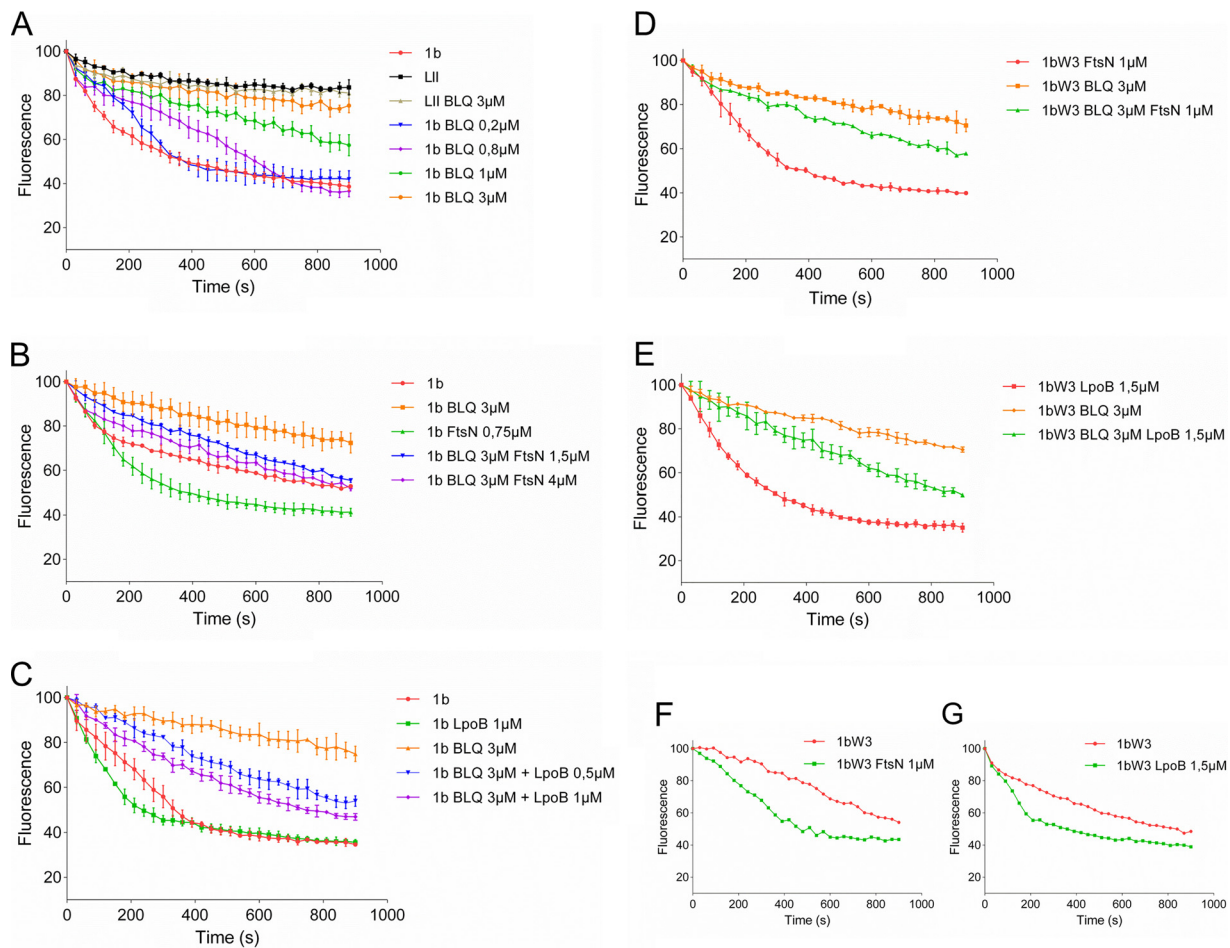 A
100
80
60
40
20
Fluorescence
0 200 400 600 800 1000
Time (s)
1b
LII
LII BLQ 3µM
1b BLQ 0,2µM
1b BLQ 0,8µM
1b BLQ 1µM
1b BLQ 3µM
B
100
80
60
40
20
Fluorescence
0 200 400 600 800 1000
Time (s)
1b
1b BLQ 3µM
1b FtsN 0,75µM
1b BLQ 3µM FtsN 1,5µM
1b BLQ 3µM FtsN 4µM
C
100
80
60
40
20
Fluorescence
0 200 400 600 800 1000
Time (s)
1b
1b LpoB 1µM
1b BLQ 3µM
1b BLQ 3µM + LpoB 0,5µM
1b BLQ 3µM + LpoB 1µM
D
100
80
60
40
20
Fluorescence
0 200 400 600 800 1000
Time (s)
1bW3 FtsN 1µM
1bW3 BLQ 3µM
1bW3 BLQ 3µM FtsN 1µM
E
100
80
60
40
20
Fluorescence
0 200 400 600 800 1000
Time (s)
1bW3 LpoB 1,5µM
1bW3 BLQ 3µM
1bW3 BLQ 3µM LpoB 1,5µM
F
100
80
60
40
20
Fluorescence
0 200 400 600 800 1000
Time (s)
1bW3
1bW3 FtsN 1µM
G
100
80
60
40
20
Fluorescence
0 200 400 600 800 1000
Time (s)
1bW3
1bW3 LpoB 1,5µM